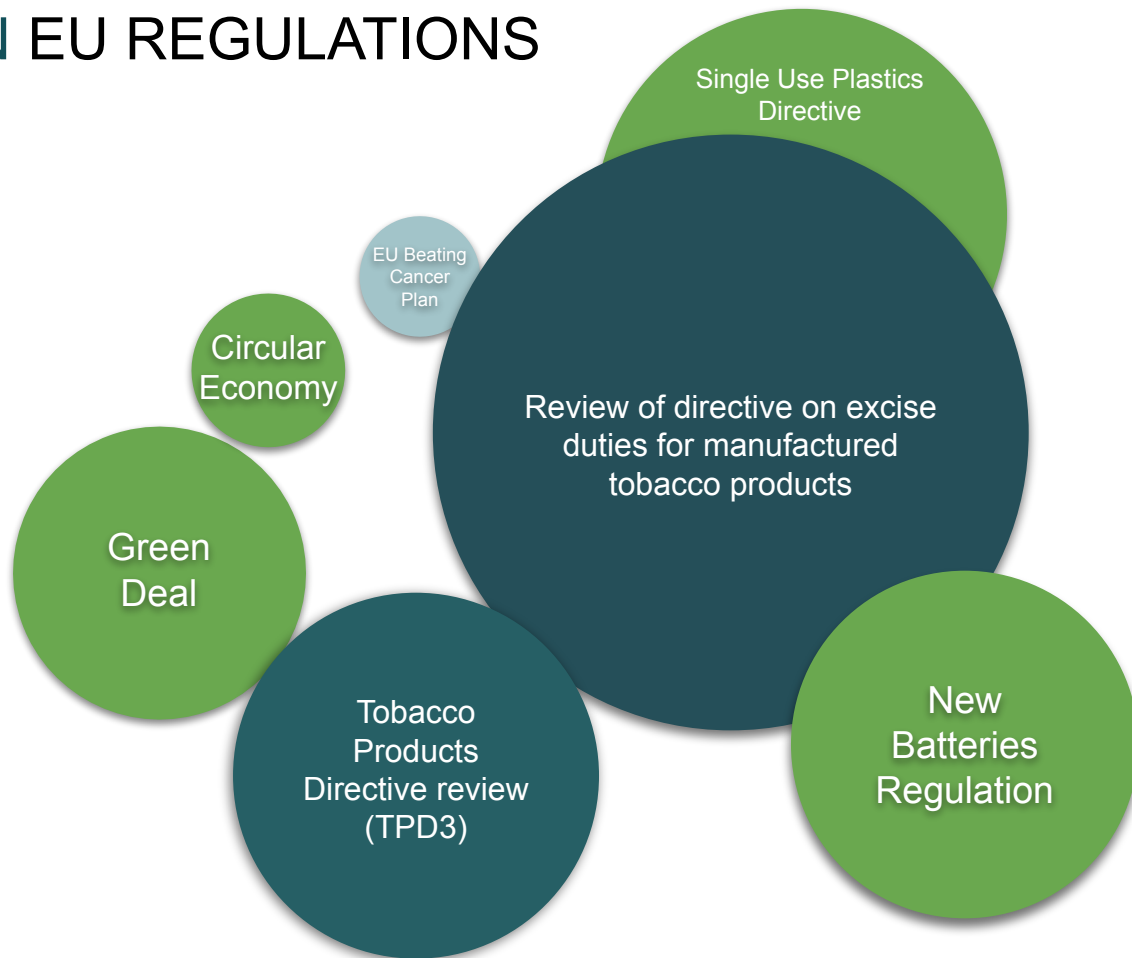 N EU REGULATIONS
Single Use Plastics
Directive
EU Beating
Cancer
Plan
Circular
Economy
Review of directive on excise
duties for manufactured
tobacco products
Green
Deal
Tobacco
Products
Directive review
(TPD3)
New
Batteries
Regulation